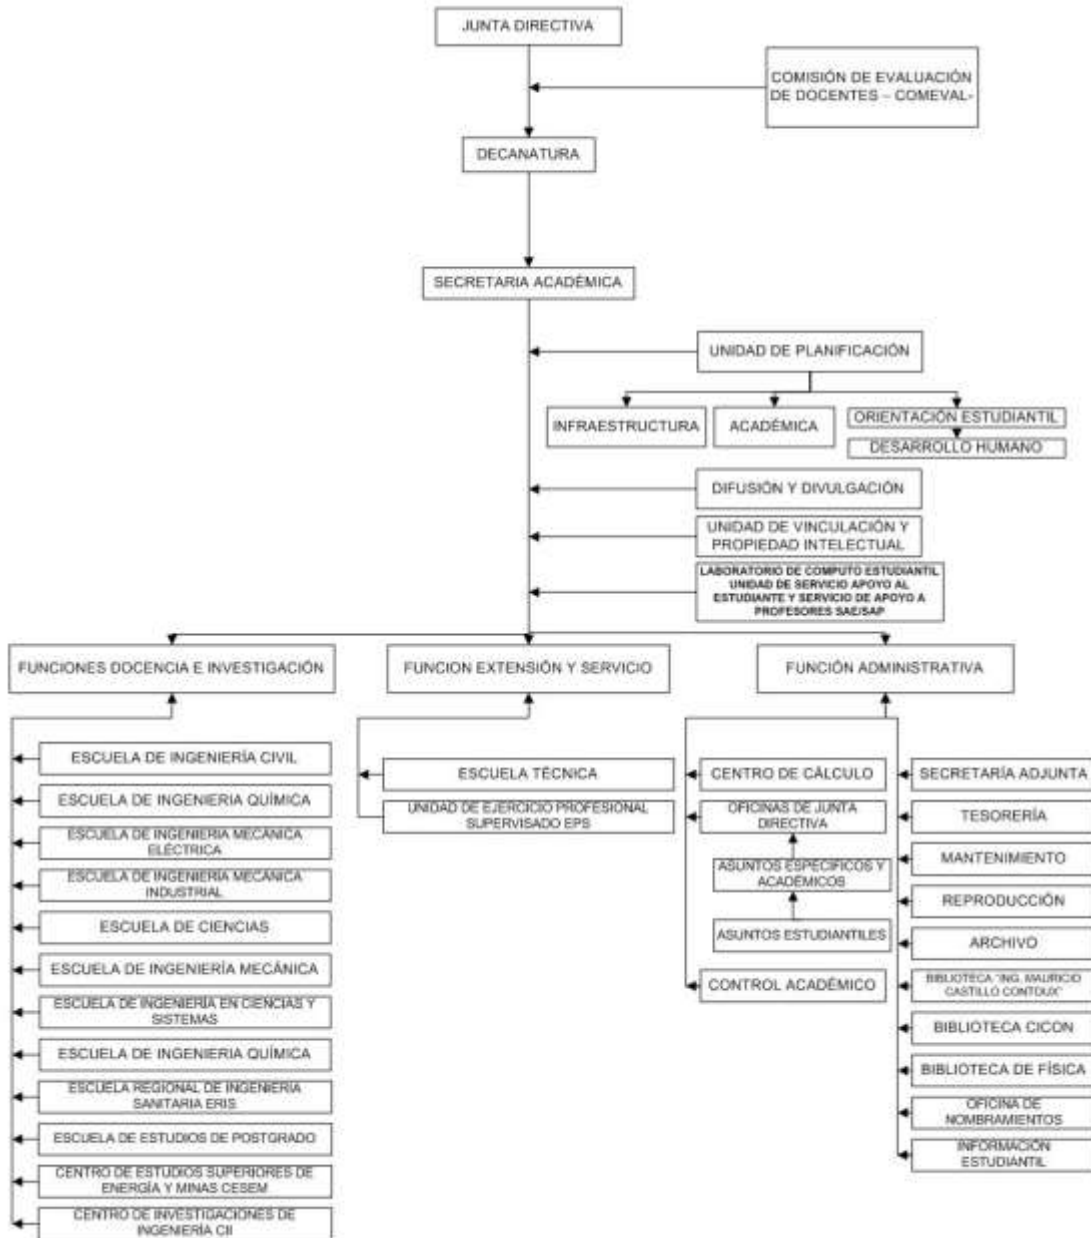 JUNTA DIRECTIVA
COMISIÓN DE EVALUACIÓN
DE DOCENTES – COMEVAL-
DECANATURA
SECRETARIA ACADÉMICA
UNIDAD DE PLANIFICACIÓN
INFRAESTRUCTURA
ACADÉMICA
ORIENTACIÓN ESTUDIANTIL
DESARROLLO HUMANO
DIFUSIÓN Y DIVULGACIÓN
UNIDAD DE VINCULACIÓN Y
PROPIEDAD INTELECTUAL
LABORATORIO DE COMPUTO ESTUDIANTIL
UNIDAD DE SERVICIO APOYO AL
ESTUDIANTE Y SERVICIO DE APOYO A
PROFESORES SAE/SAP
FUNCIONES DOCENCIA E INVESTIGACIÓN
FUNCION EXTENSIÓN Y SERVICIO
FUNCIÓN ADMINISTRATIVA
ESCUELA DE INGENIERÍA CIVIL
ESCUELA DE INGENIERIA QUÍMICA
ESCUELA DE INGENIERIA MECÁNICA
ELÉCTRICA
ESCUELA DE INGENIERIA MECÁNICA
INDUSTRIAL
ESCUELA DE CIENCIAS
ESCUELA DE INGENIERÍA MECÁNICA
ESCUELA DE INGENIERÍA EN CIENCIAS Y
SISTEMAS
ESCUELA DE INGENIERIA QUÍMICA
ESCUELA REGIONAL DE INGENIERÍA
SANITARIA ERIS
ESCUELA DE ESTUDIOS DE POSTGRADO
CENTRO DE ESTUDIOS SUPERIORES DE
ENERGÍA Y MINAS CESEM
CENTRO DE INVESTIGACIONES DE
INGENIERÍA CII
ESCUELA TÉCNICA
UNIDAD DE EJERCICIO PROFESIONAL
SUPERVISADO EPS
CENTRO DE CÁLCULO
OFICINAS DE JUNTA
DIRECTIVA
ASUNTOS ESPECÍFICOS Y
ACADÉMICOS
ASUNTOS ESTUDIANTILES
CONTROL ACADÉMICO
SECRETARÍA ADJUNTA
TESORERÍA
MANTENIMIENTO
REPRODUCCIÓN
ARCHIVO
BIBLIOTECA "ING. MAURICIO
CASTILLO CONTOUX"
BIBLIOTECA CICON
BIBLIOTECA DE FÍSICA
OFICINA DE
NOMBRAMIENTOS
INFORMACIÓN
ESTUDIANTIL